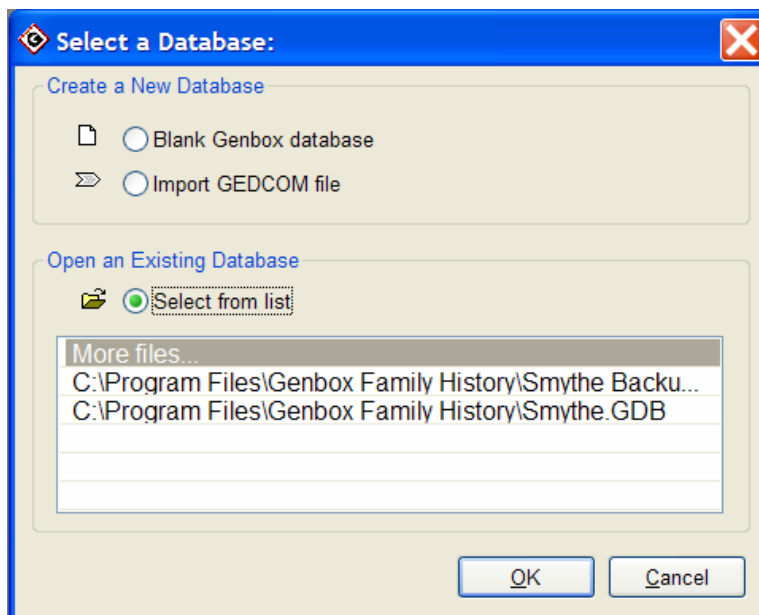 Select a Database:
Create a New Database
Blank Genbox database
Import GEDCOM file
Open an Existing Database
Select from list
More files...
C:\Program Files\Genbox Family History\Smythe Backu...
C:\Program Files\Genbox Family History\Smythe.GDB
OK Cancel